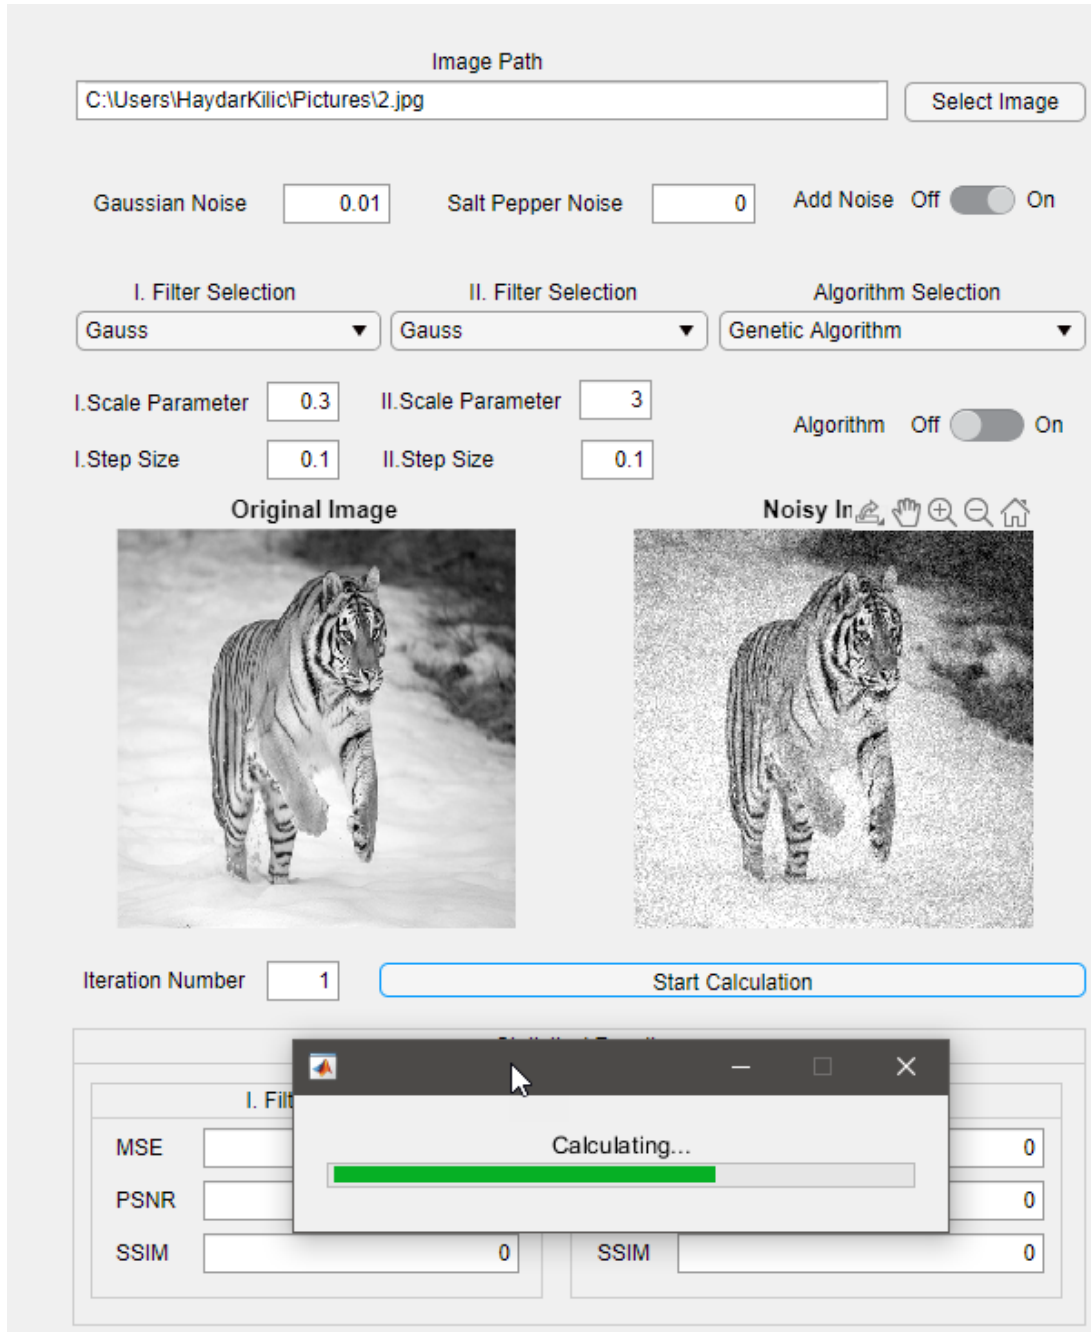 Image Path
C:\Users\HaydarKilic\Pictures\2.jpg
Select Image
Gaussian Noise 0.01 Salt Pepper Noise 0 Add Noise Off On
I. Filter Selection II. Filter Selection Algorithm Selection
Gauss Gauss Genetic Algorithm
I.Scale Parameter 0.3 II.Scale Parameter 3
Algorithm Off On
I.Step Size 0.1 II.Step Size 0.1
Original Image
Noisy
Iteration Number 1 Start Calculation
I.
Calculating...
MSE 0
PSNR 0
SSIM 0 SSIM 0